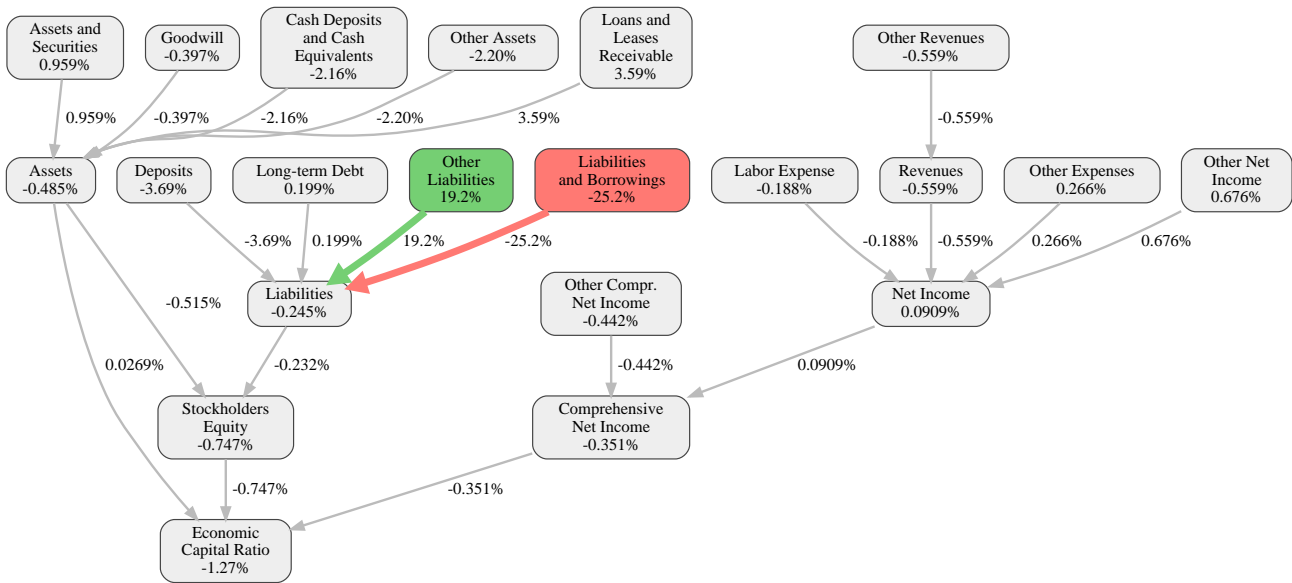 Assets and
Securities
0.959%
Goodwill
-0.397%
Cash Deposits
and Cash
Equivalents
-2.16%
Other Assets
-2.20%
Loans and
Leases
Receivable
3.59%
Other Revenues
-0.559%
0.959%
-0.397%
-2.16%
-2.20%
3.59%
-0.559%
Assets
-0.485%
Deposits
-3.69%
Long-term Debt
0.199%
Other
Liabilities
19.2%
Liabilities
and Borrowings
-25.2%
Labor Expense
-0.188%
Revenues
-0.559%
Other Expenses
0.266%
Other Net
Income
0.676%
-3.69%
0.199%
19.2%
-25.2%
-0.188%
-0.559%
0.266%
0.676%
-0.515%
Liabilities
-0.245%
Other Compr.
Net Income
-0.442%
Net Income
0.0909%
0.0269%
-0.232%
-0.442%
0.0909%
Stockholders
Equity
-0.747%
Comprehensive
Net Income
-0.351%
-0.747%
-0.351%
Economic
Capital Ratio
-1.27%